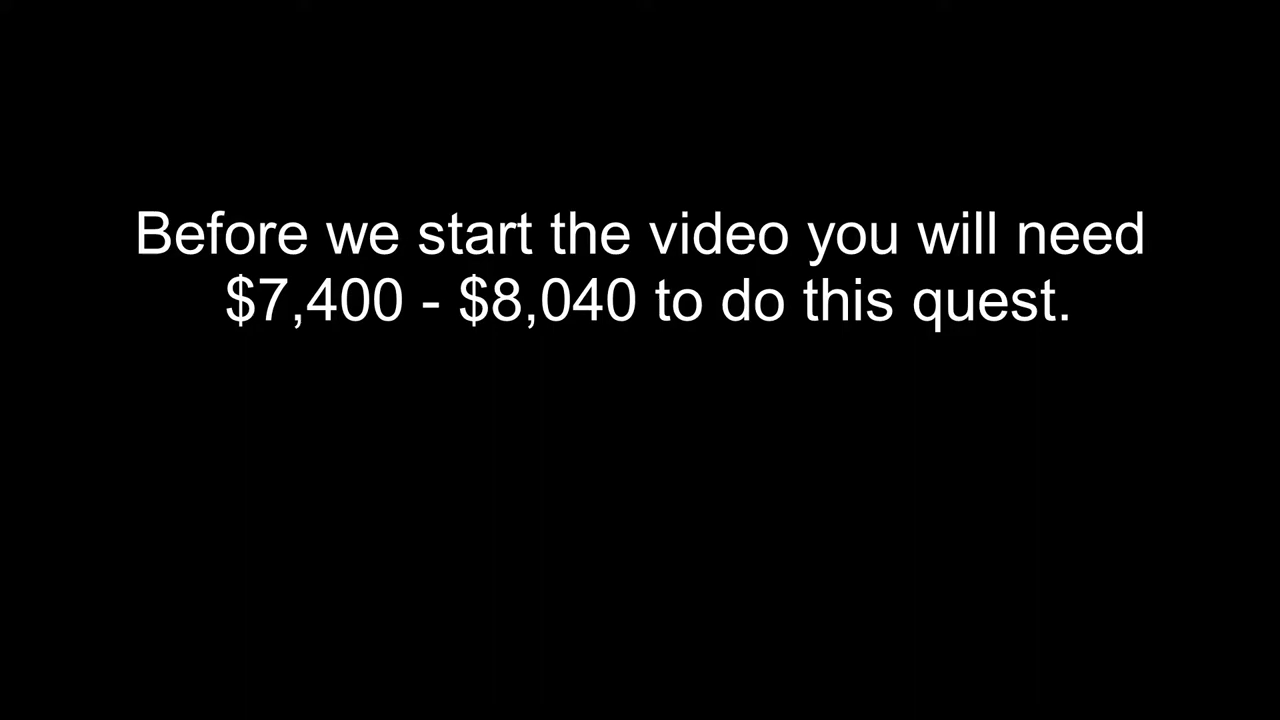 Before we start the video you will need
$7,400 - $8,040 to do this quest.